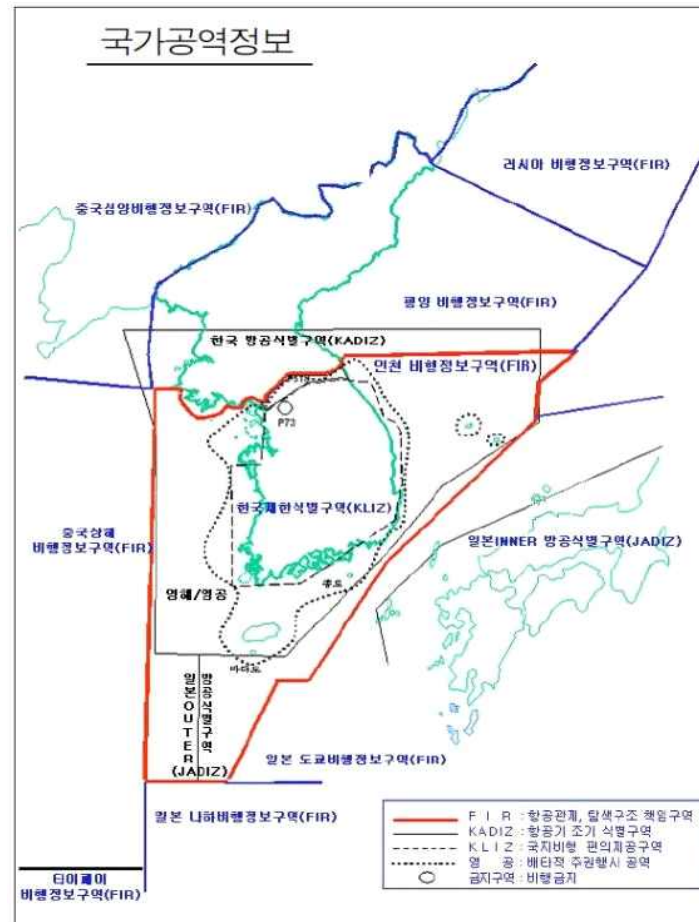 국가공역정보
러시아 비행정보구역(FIR)
중국심양비행정보구역(FIR)
평양 비행정보구역(FIR)
한국 방공식별구역(KADIZ)
인천 비행정보구역(FIR)
P73
한국제한식별구역(KLIZ)
중국상해
비행정보구역(FIR)
일본INNER 방공식별구역(JADIZ)
영해/영공
일본OUTER
방공식별구역
(JADIZ)
일본 도쿄비행정보구역(FIR)
일본 나하비행정보구역(FIR)
타이페이
비행정보구역(FIR)
F I R : 항공관제, 탐색구조 책임구역
KADIZ : 항공기 조기 식별구역
K L I Z : 국지비행 편의제공구역
영 공 : 배타적 주권행사 공역
금지구역 : 비행금지